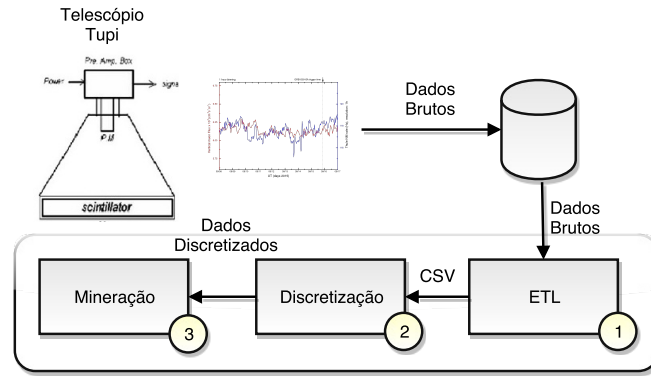 Telescópio
Tupi
Pre. Amp. Box
Power
signa
P.M
scintillator
Dados
Brutos
Dados
Brutos
Dados
Discretizados
CSV
Mineração
Discretização
ETL
3
2
1